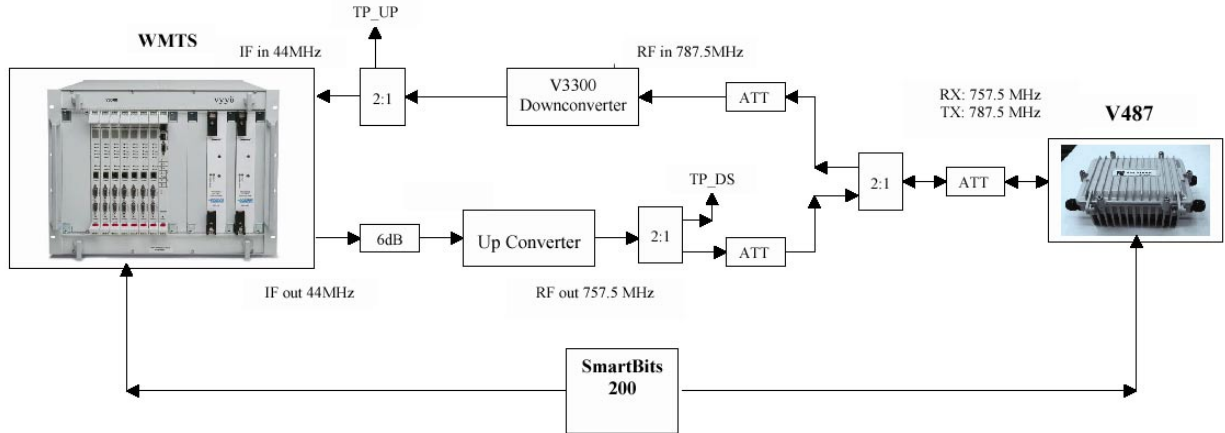 TP_UP
WMTS
IF in 44MHz
RF in 787.5MHz
vyyo
2:1
V3300
Downconverter
ATT
RX: 757.5 MHz
TX: 787.5 MHz
V487
TP_DS
2:1
ATT
6dB
Up Converter
2:1
ATT
IF out 44MHz
RF out 757.5 MHz
SmartBits
200